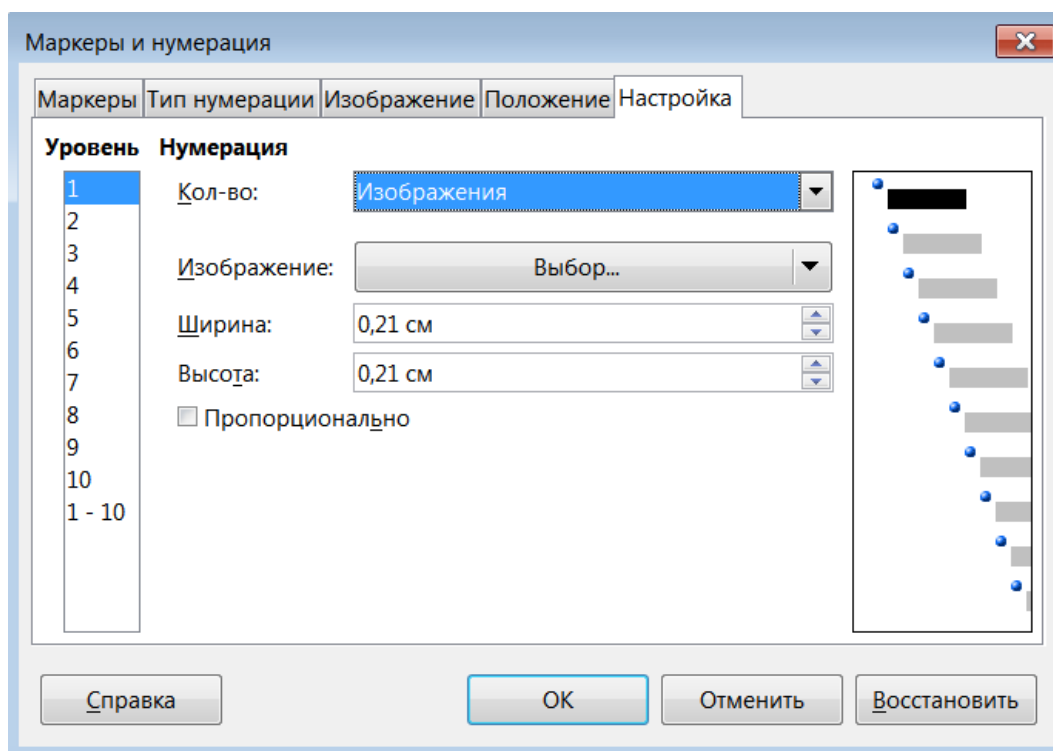 Маркеры и нумерация
Маркеры Тип нумерации Изображение Положение Настройка
Уровень Нумерация
1
2
3
4
5
6
7
8
9
10
1 - 10
Кол-во: Изображения
Изображение: Выбор...
Ширина: 0,21 см
Высота: 0,21 см
Пропорционально
Справка ОК Отменить Восстановить